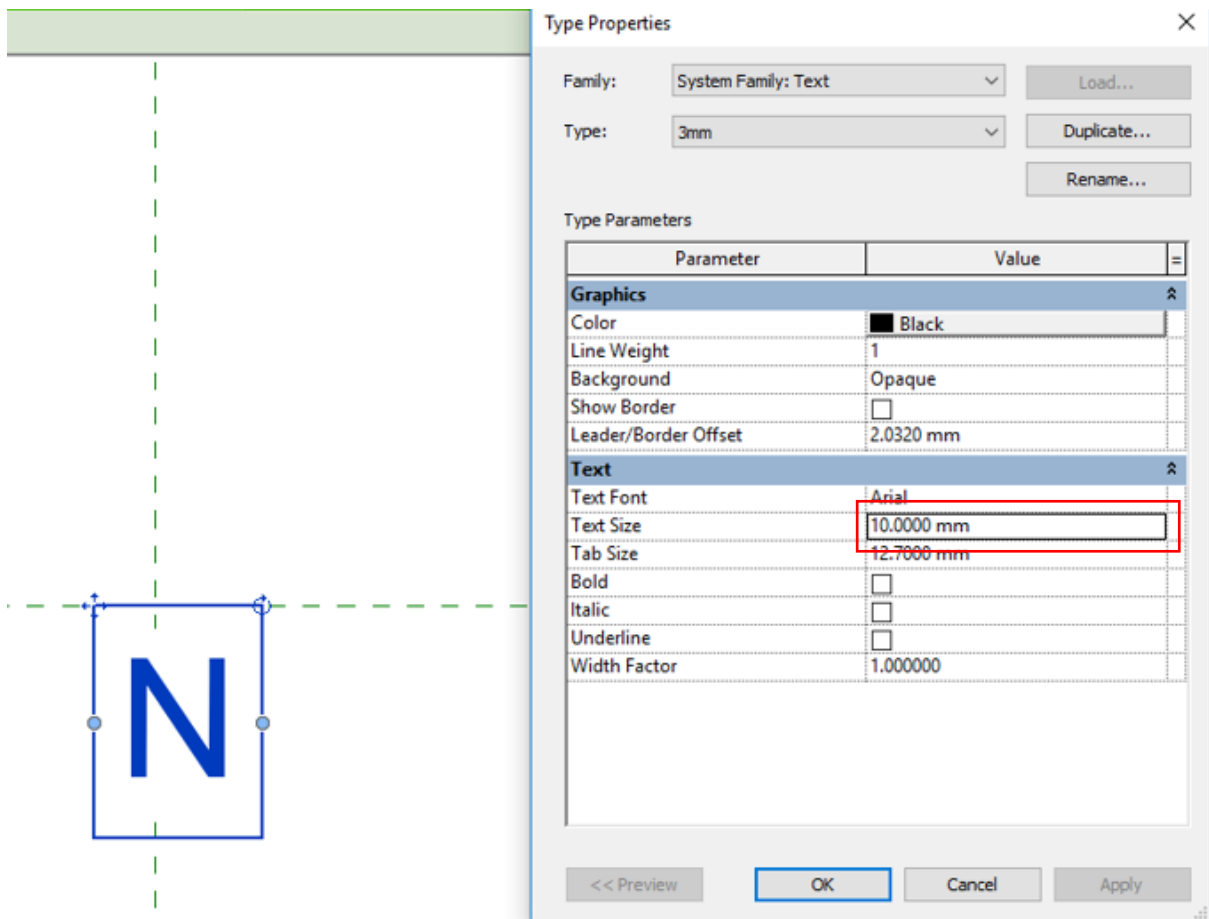 Type Properties
Family: System Family: Text Load...
Type: 3mm Duplicate...
Rename...
Type Parameters
Parameter Value =
Graphics
Color Black
Line Weight 1
Background Opaque
Show Border
Leader/Border Offset 2.0320 mm
Text
Text Font Arial
Text Size 10.0000 mm
Tab Size 12.7000 mm
Bold
Italic
Underline
Width Factor 1.000000
N
<< Preview OK Cancel Apply